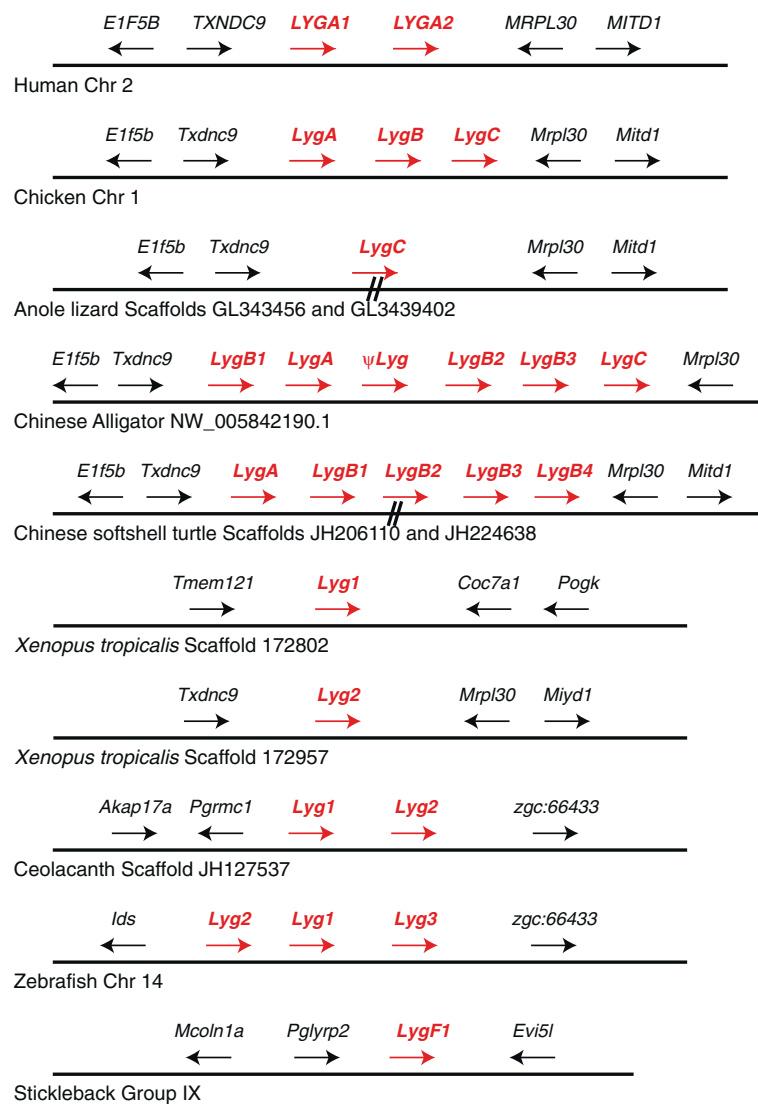 E1F5B TXNDC9 LYGA1 LYGA2 MRPL30 MITD1
Human Chr 2
E1f5b Txdnc9 LygA LygB LygC Mrpl30 Mitd1
Chicken Chr 1
E1f5b Txdnc9 LygC Mrpl30 Mitd1
Anole lizard Scaffolds GL343456 and GL3439402
E1f5b Txdnc9 LygB1 LygA ψLyg LygB2 LygB3 LygC Mrpl30
Chinese Alligator NW_005842190.1
E1f5b Txdnc9 LygA LygB1 LygB2 LygB3 LygB4 Mrpl30 Mitd1
Chinese softshell turtle Scaffolds JH206110 and JH224638
Tmem121 Lyg1 Coc7a1 Pogk
Xenopus tropicalis Scaffold 172802
Txdnc9 Lyg2 Mrpl30 Miyd1
Xenopus tropicalis Scaffold 172957
Akap17a Pgrmc1 Lyg1 Lyg2 zgc:66433
Ceolacanth Scaffold JH127537
Ids Lyg2 Lyg1 Lyg3 zgc:66433
Zebrafish Chr 14
Mcoln1a Pglyrp2 LygF1 Evi5l
Stickleback Group IX